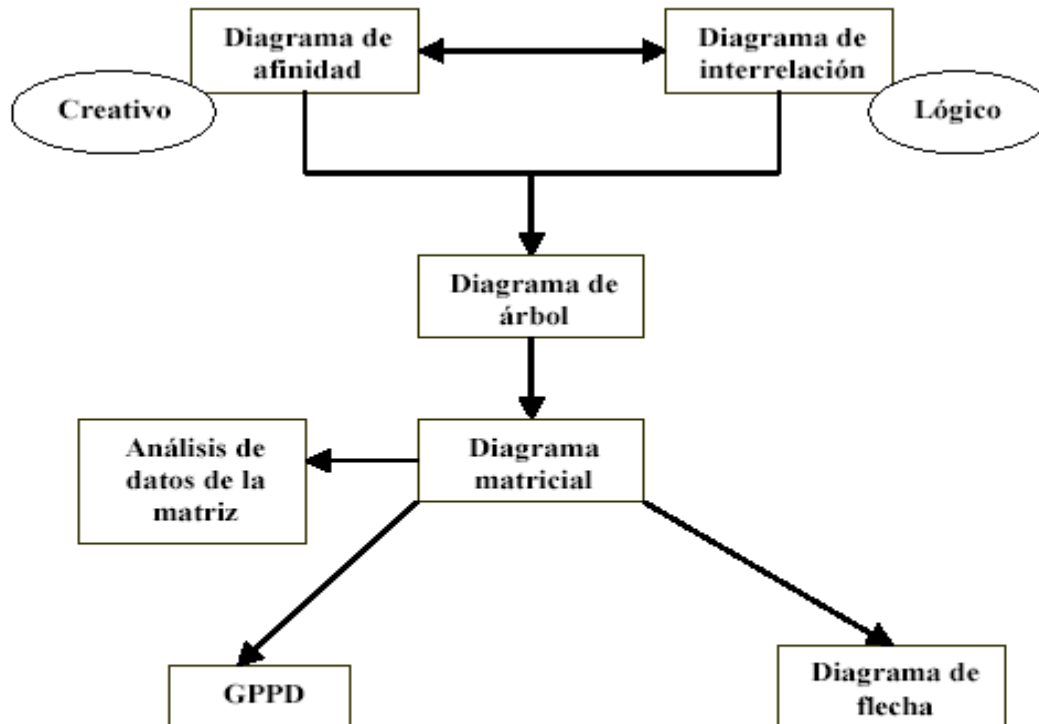 Diagrama de
afinidad
Diagrama de
interrelación
Creativo
Lógico
Diagrama de
árbol
Análisis de
datos de la
matriz
Diagrama
matricial
GPPD
Diagrama de
flecha